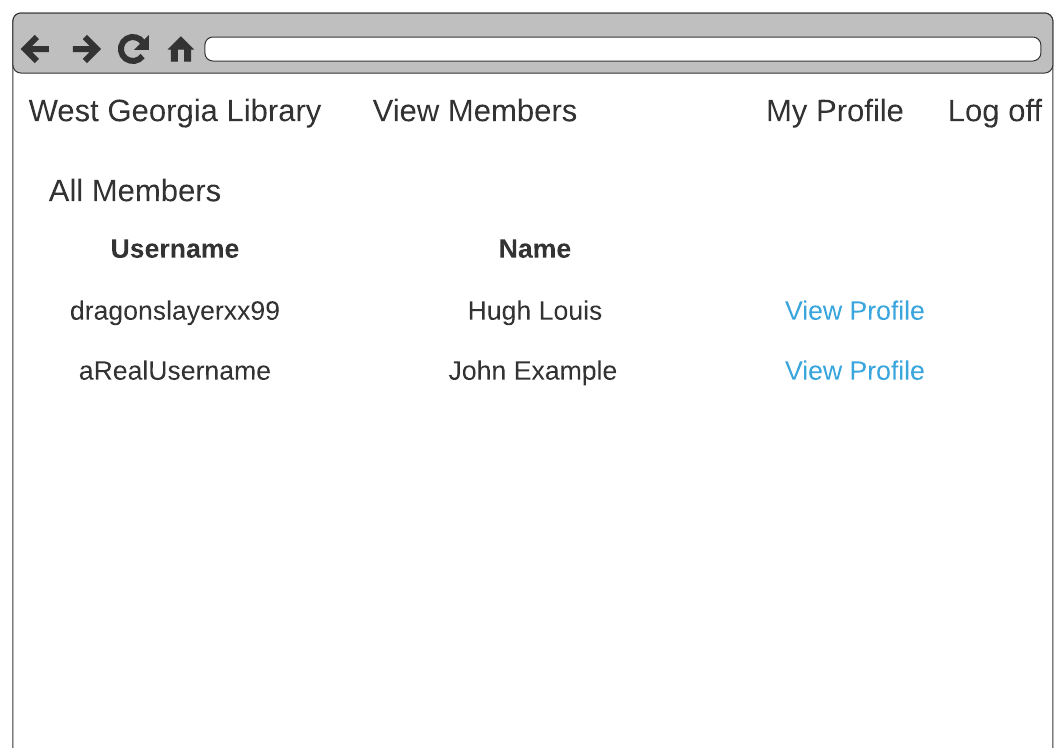 West Georgia Library View Members My Profile Log off
All Members
Username Name
dragonslayerxx99 Hugh Louis View Profile
aRealUsername John Example View Profile